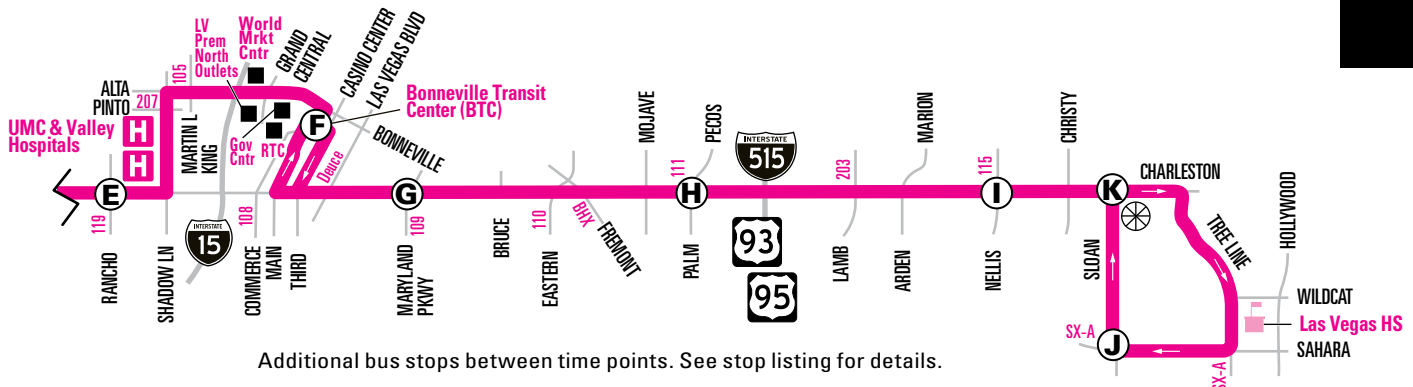 LV
Prem
North
Outlets
World
Mrkt
Cntr
GRAND
CENTRAL
CASINO CENTER
LAS VEGAS BLVD
105
ALTA
PINTO
207
UMC & Valley
Hospitals
H
H
MARTIN L
KING
Gov
Cntr
RTC
F
Bonneville Transit
Center (BTC)
BONNEVILLE
Deuce
MOJAVE
PECOS
111
INTERSTATE
515
203
MARION
115
CHRISTY
CHARLESTON
HOLLYWOOD
E
G
H
I
K
119
RANCHO
SHADOW LN
INTERSTATE
15
108
COMMERCE
MAIN
THIRD
109
MARYLAND
PKWY
BRUCE
110
EASTERN
BHX
FREMONT
PALM
93
95
LAMB
ARDEN
NELLIS
SLOAN
TREE LINE
WILDCAT
Las Vegas HS
SX-A
J
SAHARA
SX-A
Additional bus stops between time points. See stop listing for details.